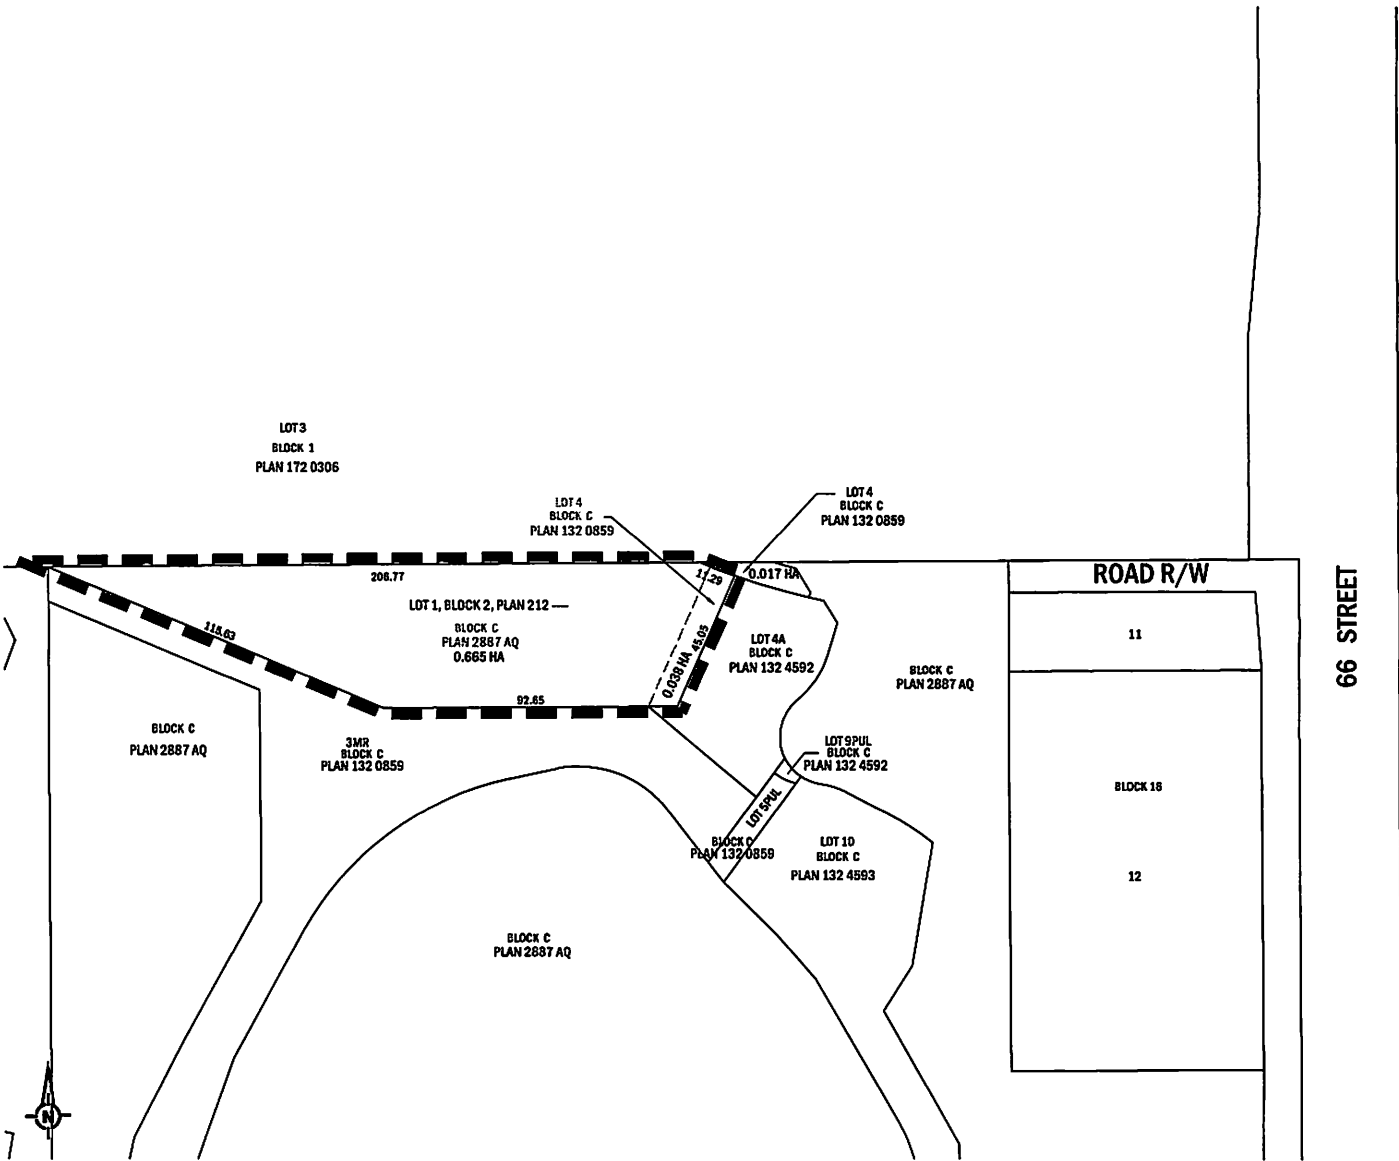 LOT 3
BLOCK 1
PLAN 172 0306
LOT 4
BLOCK C
PLAN 132 0859
LOT 4
BLOCK C
PLAN 132 0859
206.77
11.29
0.017 HA
ROAD R/W
66 STREET
LOT 1, BLOCK 2, PLAN 212
BLOCK C
PLAN 2887 AQ
0.665 HA
115.63
45.05
0.038 HA
LOT 4A
BLOCK C
PLAN 132 4592
11
BLOCK C
PLAN 2887 AQ
92.65
BLOCK C
PLAN 2887 AQ
3MR
BLOCK C
PLAN 132 0859
LOT 9PUL
BLOCK C
PLAN 132 4592
LOT 5PUL
BLOCK C
PLAN 132 0859
LOT 10
BLOCK C
PLAN 132 4593
BLOCK 18
12
BLOCK C
PLAN 2887 AQ
N